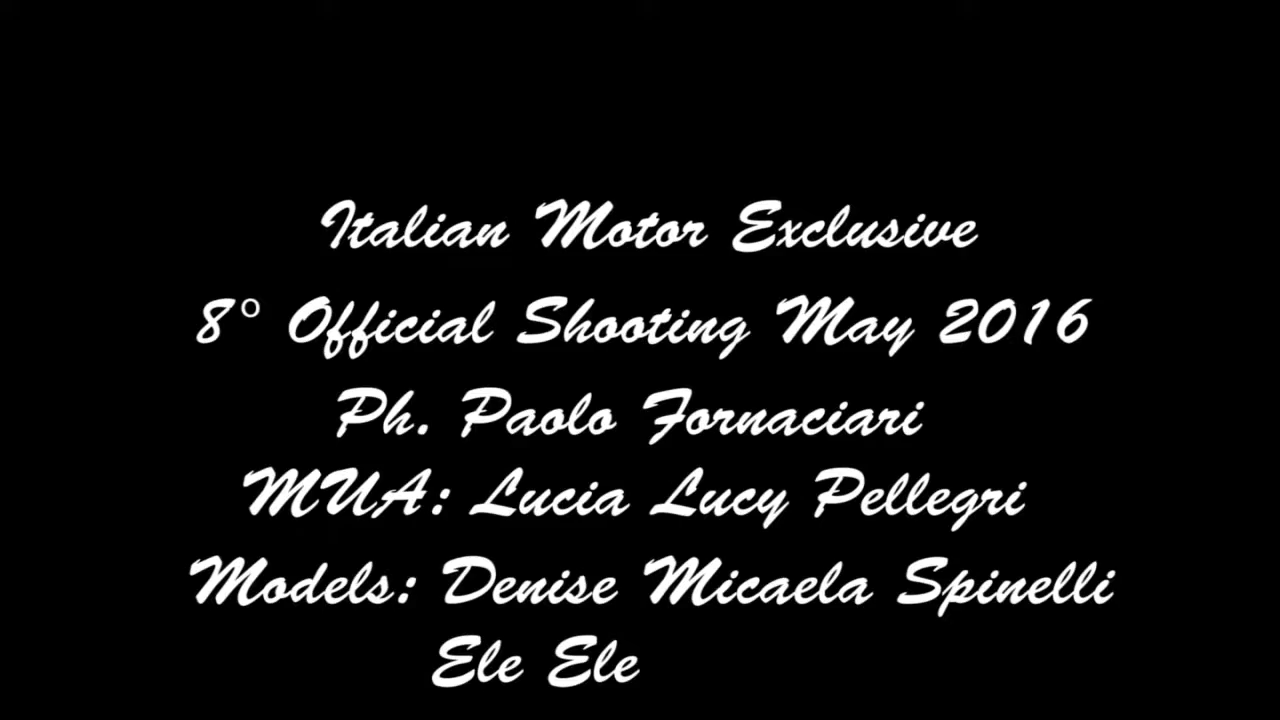 Italian Motor Exclusive
8° Official Shooting May 2016
Ph. Paolo Fornaciari
MUA: Lucia Lucy Pellegri
Models: Denise Micaela Spinelli
Ele Ele